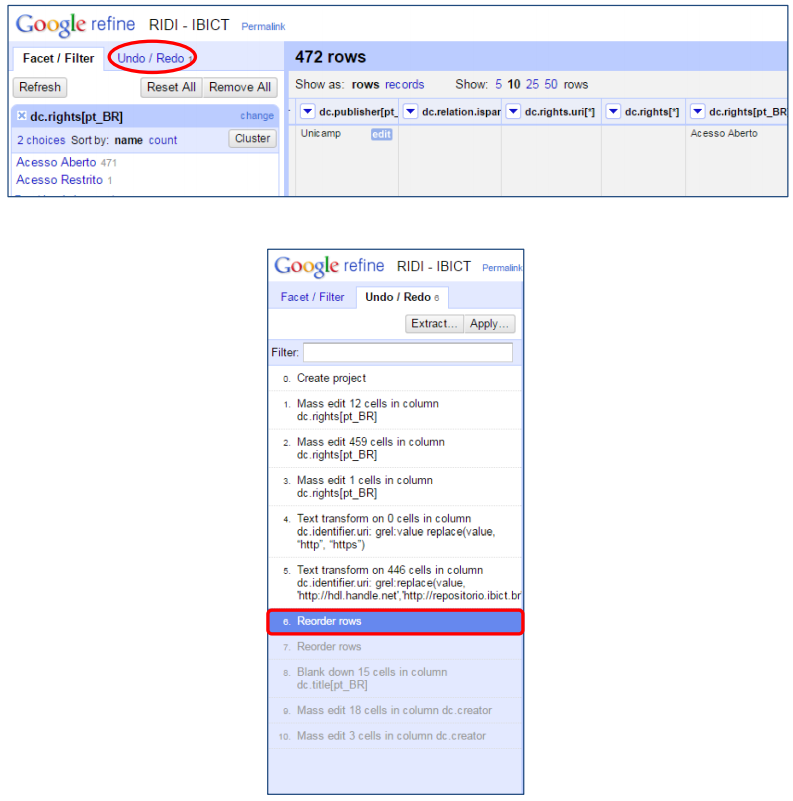 Google refine RIDI - IBICT Permalink
Facet / Filter Undo / Redo 1
472 rows
Refresh Reset All Remove All
Show as: rows records Show: 5 10 25 50 rows
dc.rights[pt_BR] change
dc.publisher[pt_ dc.relation.ispar dc.rights.uri[*] dc.rights[*] dc.rights[pt_BR
2 choices Sort by: name count Cluster
Unicamp edit Acesso Aberto
Acesso Aberto 471
Acesso Restrito 1
Google refine RIDI - IBICT Permalink
Facet / Filter Undo / Redo 6
Extract... Apply...
Filter:
0. Create project
1. Mass edit 12 cells in column
dc.rights[pt_BR]
2. Mass edit 459 cells in column
dc.rights[pt_BR]
3. Mass edit 1 cells in column
dc.rights[pt_BR]
4. Text transform on 0 cells in column
dc.identifier.uri: grel:value replace(value,
“http”, “https”)
5. Text transform on 446 cells in column
dc.identifier.uri: grel:replace(value,
'http://hdl.handle.net','http://repositorio.ibict.br'
6. Reorder rows
7. Reorder rows
8. Blank down 15 cells in column
dc.title[pt_BR]
9. Mass edit 18 cells in column dc.creator
10. Mass edit 3 cells in column dc.creator